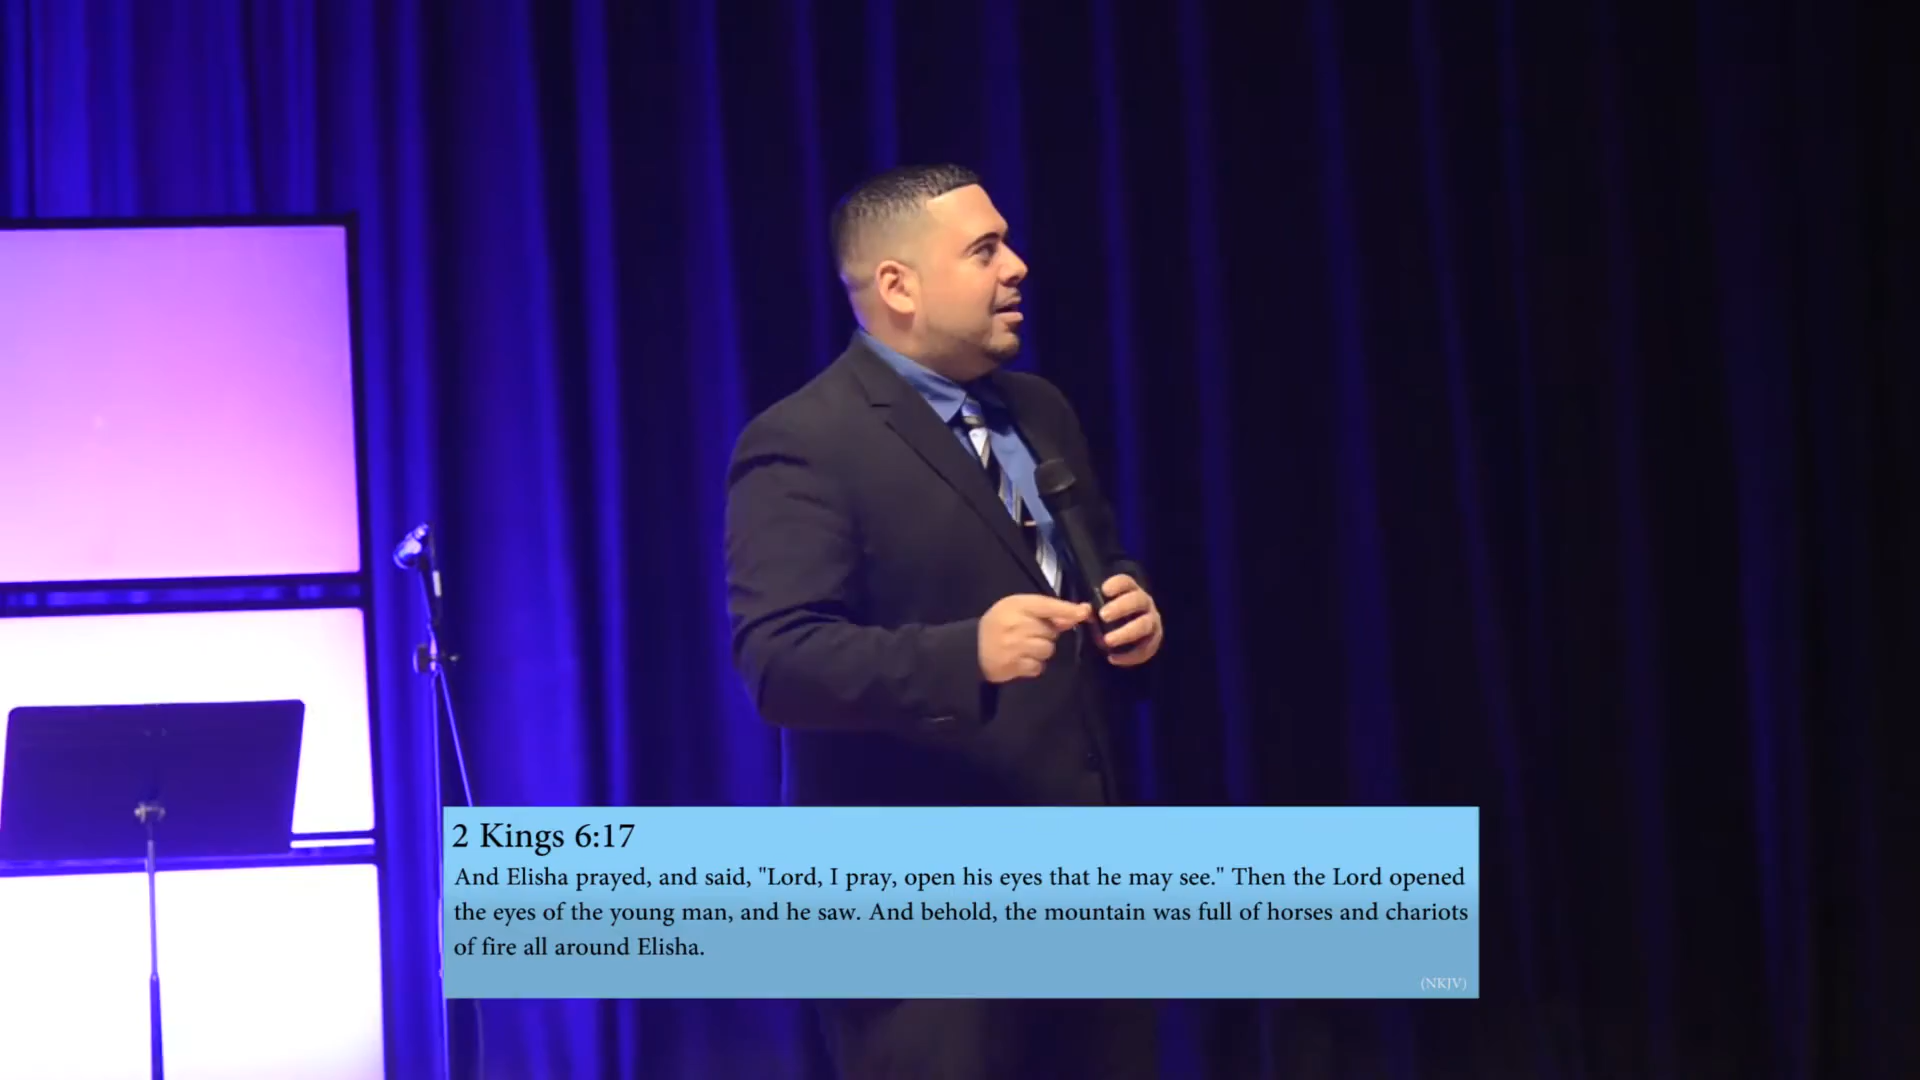 2 Kings 6:17
And Elisha prayed, and said, "Lord, I pray, open his eyes that he may see." Then the Lord opened
the eyes of the young man, and he saw. And behold, the mountain was full of horses and chariots
of fire all around Elisha.
(NKJV)